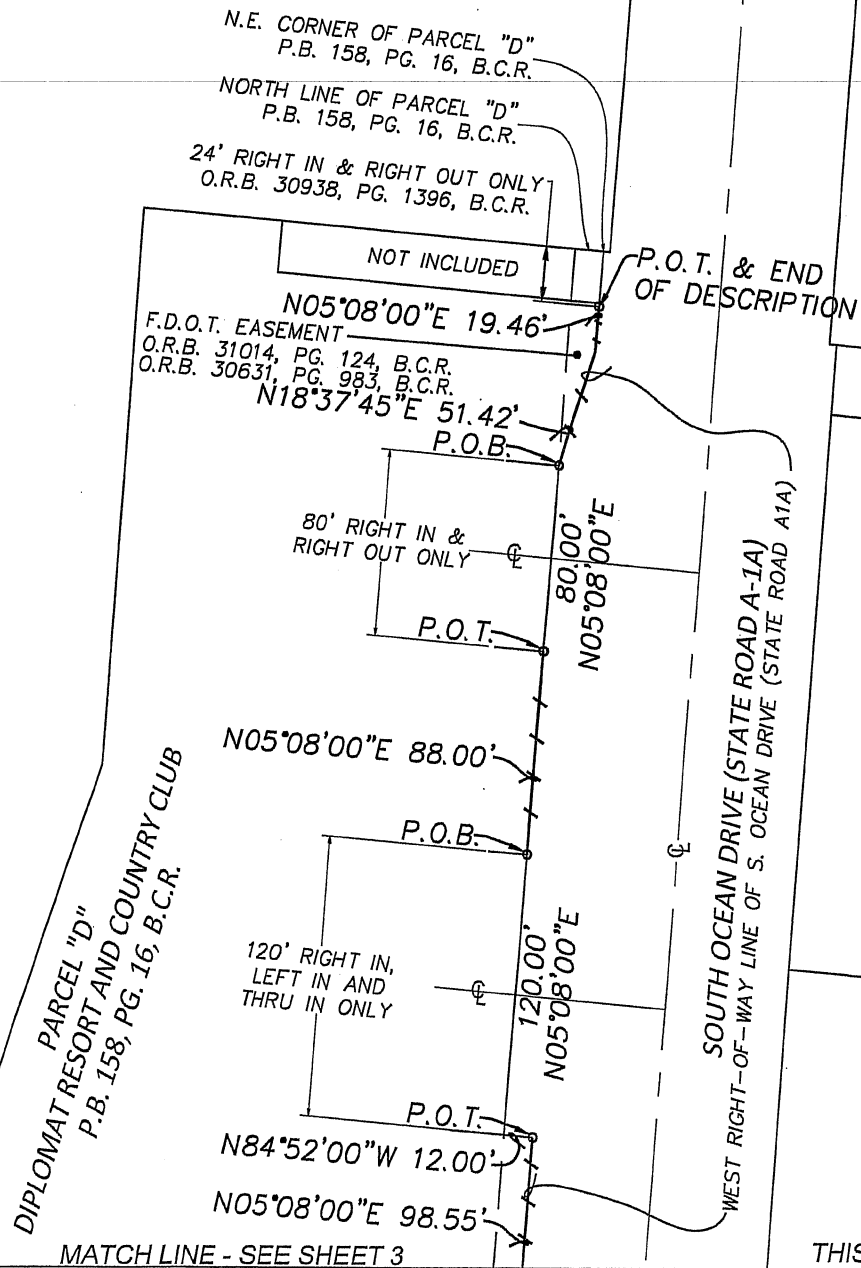 N.E. CORNER OF PARCEL "D"
P.B. 158, PG. 16, B.C.R.
NORTH LINE OF PARCEL "D"
P.B. 158, PG. 16, B.C.R.
24' RIGHT IN & RIGHT OUT ONLY
O.R.B. 30938, PG. 1396, B.C.R.
NOT INCLUDED
P.O.T. & END
OF DESCRIPTION
N05°08'00"E 19.46'
F.D.O.T. EASEMENT
O.R.B. 31014, PG. 124, B.C.R.
O.R.B. 30631, PG. 983, B.C.R.
N18°37'45"E 51.42'
P.O.B.
80' RIGHT IN &
RIGHT OUT ONLY
℄
80.00'
N05°08'00"E
P.O.T.
N05°08'00"E 88.00'
P.O.B.
℄
120' RIGHT IN,
LEFT IN AND
THRU IN ONLY
℄
120.00'
N05°08'00"E
SOUTH OCEAN DRIVE (STATE ROAD A-1A)
WEST RIGHT-OF-WAY LINE OF S. OCEAN DRIVE (STATE ROAD A1A)
PARCEL "D"
DIPLOMAT RESORT AND COUNTRY CLUB
P.B. 158, PG. 16, B.C.R.
P.O.T.
N84°52'00"W 12.00'
N05°08'00"E 98.55'
MATCH LINE - SEE SHEET 3
THIS